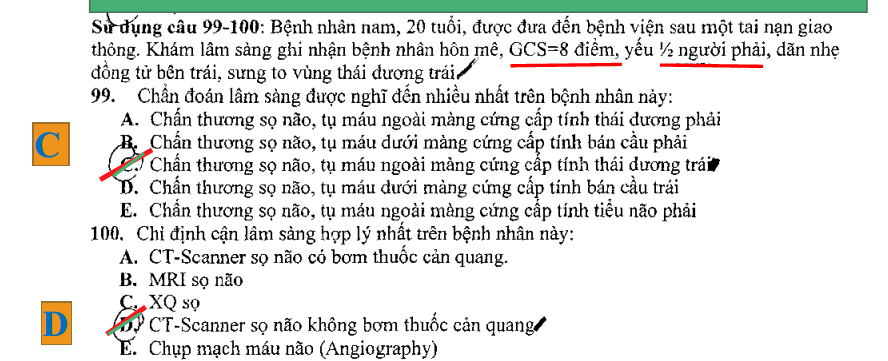 Sử dụng câu 99-100: Bệnh nhân nam, 20 tuổi, được đưa đến bệnh viện sau một tai nạn giao
thông. Khám lâm sàng ghi nhận bệnh nhân hôn mê, GCS=8 điểm, yếu ½ người phải, dãn nhẹ
đồng tử bên trái, sưng to vùng thái dương trái
99. Chẩn đoán lâm sàng được nghĩ đến nhiều nhất trên bệnh nhân này:
A. Chấn thương sọ não, tụ máu ngoài màng cứng cấp tính thái dương phải
C
B. Chấn thương sọ não, tụ máu dưới màng cứng cấp tính bán cầu phải
C. Chấn thương sọ não, tụ máu ngoài màng cứng cấp tính thái dương trái
D. Chấn thương sọ não, tụ máu dưới màng cứng cấp tính bán cầu trái
E. Chấn thương sọ não, tụ máu ngoài màng cứng cấp tính tiểu não phải
100. Chỉ định cận lâm sàng hợp lý nhất trên bệnh nhân này:
A. CT-Scanner sọ não có bơm thuốc cản quang.
B. MRI sọ não
C. XQ sọ
D
D. CT-Scanner sọ não không bơm thuốc cản quang
E. Chụp mạch máu não (Angiography)